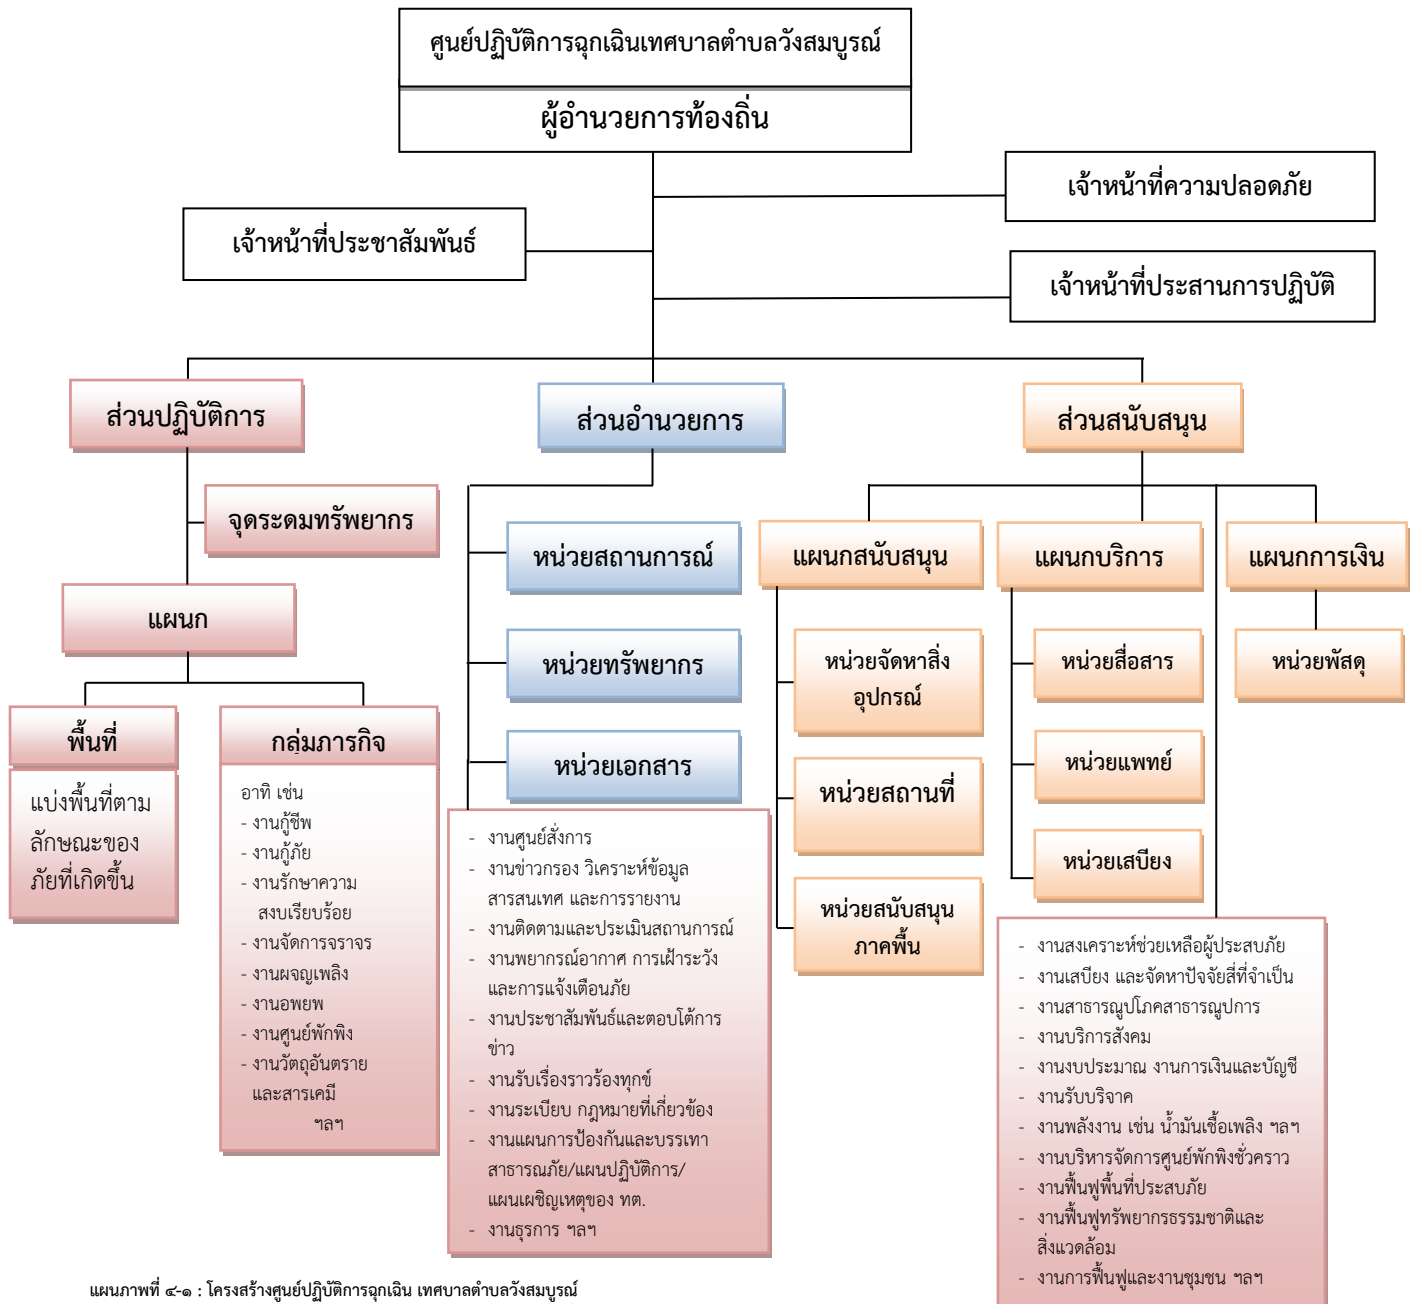 ศูนย์ปฏิบัติการฉุกเฉินเทศบาลตำบลวังสมบูรณ์
ผู้อำนวยการท้องถิ่น
เจ้าหน้าที่ความปลอดภัย
เจ้าหน้าที่ประชาสัมพันธ์
เจ้าหน้าที่ประสานการปฏิบัติ
ส่วนปฏิบัติการ
ส่วนอำนวยการ
ส่วนสนับสนุน
จุดระดมทรัพยากร
แผนก
พื้นที่
แบ่งพื้นที่ตาม
ลักษณะของ
ภัยที่เกิดขึ้น
กลุ่มภารกิจ
อาทิ เช่น
- งานกู้ชีพ
- งานกู้ภัย
- งานรักษาความ
สงบเรียบร้อย
- งานจัดการจราจร
- งานผจญเพลิง
- งานอพยพ
- งานศูนย์พักพิง
- งานวัตถุอันตราย
และสารเคมี
ฯลฯ
หน่วยสถานการณ์
หน่วยทรัพยากร
หน่วยเอกสาร
- งานศูนย์สั่งการ
- งานข่าวกรอง วิเคราะห์ข้อมูล
สารสนเทศ และการรายงาน
- งานติดตามและประเมินสถานการณ์
- งานพยากรณ์อากาศ การเฝ้าระวัง
และการแจ้งเตือนภัย
- งานประชาสัมพันธ์และตอบโต้การ
ข่าว
- งานรับเรื่องราวร้องทุกข์
- งานระเบียบ กฎหมายที่เกี่ยวข้อง
- งานแผนการป้องกันและบรรเทา
สาธารณภัย/แผนปฏิบัติการ/
แผนเผชิญเหตุของ ทต.
- งานธุรการ ฯลฯ
แผนกสนับสนุน
หน่วยจัดหาสิ่ง
อุปกรณ์
หน่วยสถานที่
หน่วยสนับสนุน
ภาคพื้น
แผนกบริการ
หน่วยสื่อสาร
หน่วยแพทย์
หน่วยเสบียง
แผนกการเงิน
หน่วยพัสดุ
- งานสงเคราะห์ช่วยเหลือผู้ประสบภัย
- งานเสบียง และจัดหาปัจจัยสี่ที่จำเป็น
- งานสาธารณูปโภคสาธารณูปการ
- งานบริการสังคม
- งานงบประมาณ งานการเงินและบัญชี
- งานรับบริจาค
- งานพลังงาน เช่น น้ำมันเชื้อเพลิง ฯลฯ
- งานบริหารจัดการศูนย์พักพิงชั่วคราว
- งานฟื้นฟูพื้นที่ประสบภัย
- งานฟื้นฟูทรัพยากรธรรมชาติและ
สิ่งแวดล้อม
- งานการฟื้นฟูและงานชุมชน ฯลฯ
แผนภาพที่ ๔-๑ : โครงสร้างศูนย์ปฏิบัติการฉุกเฉิน เทศบาลตำบลวังสมบูรณ์